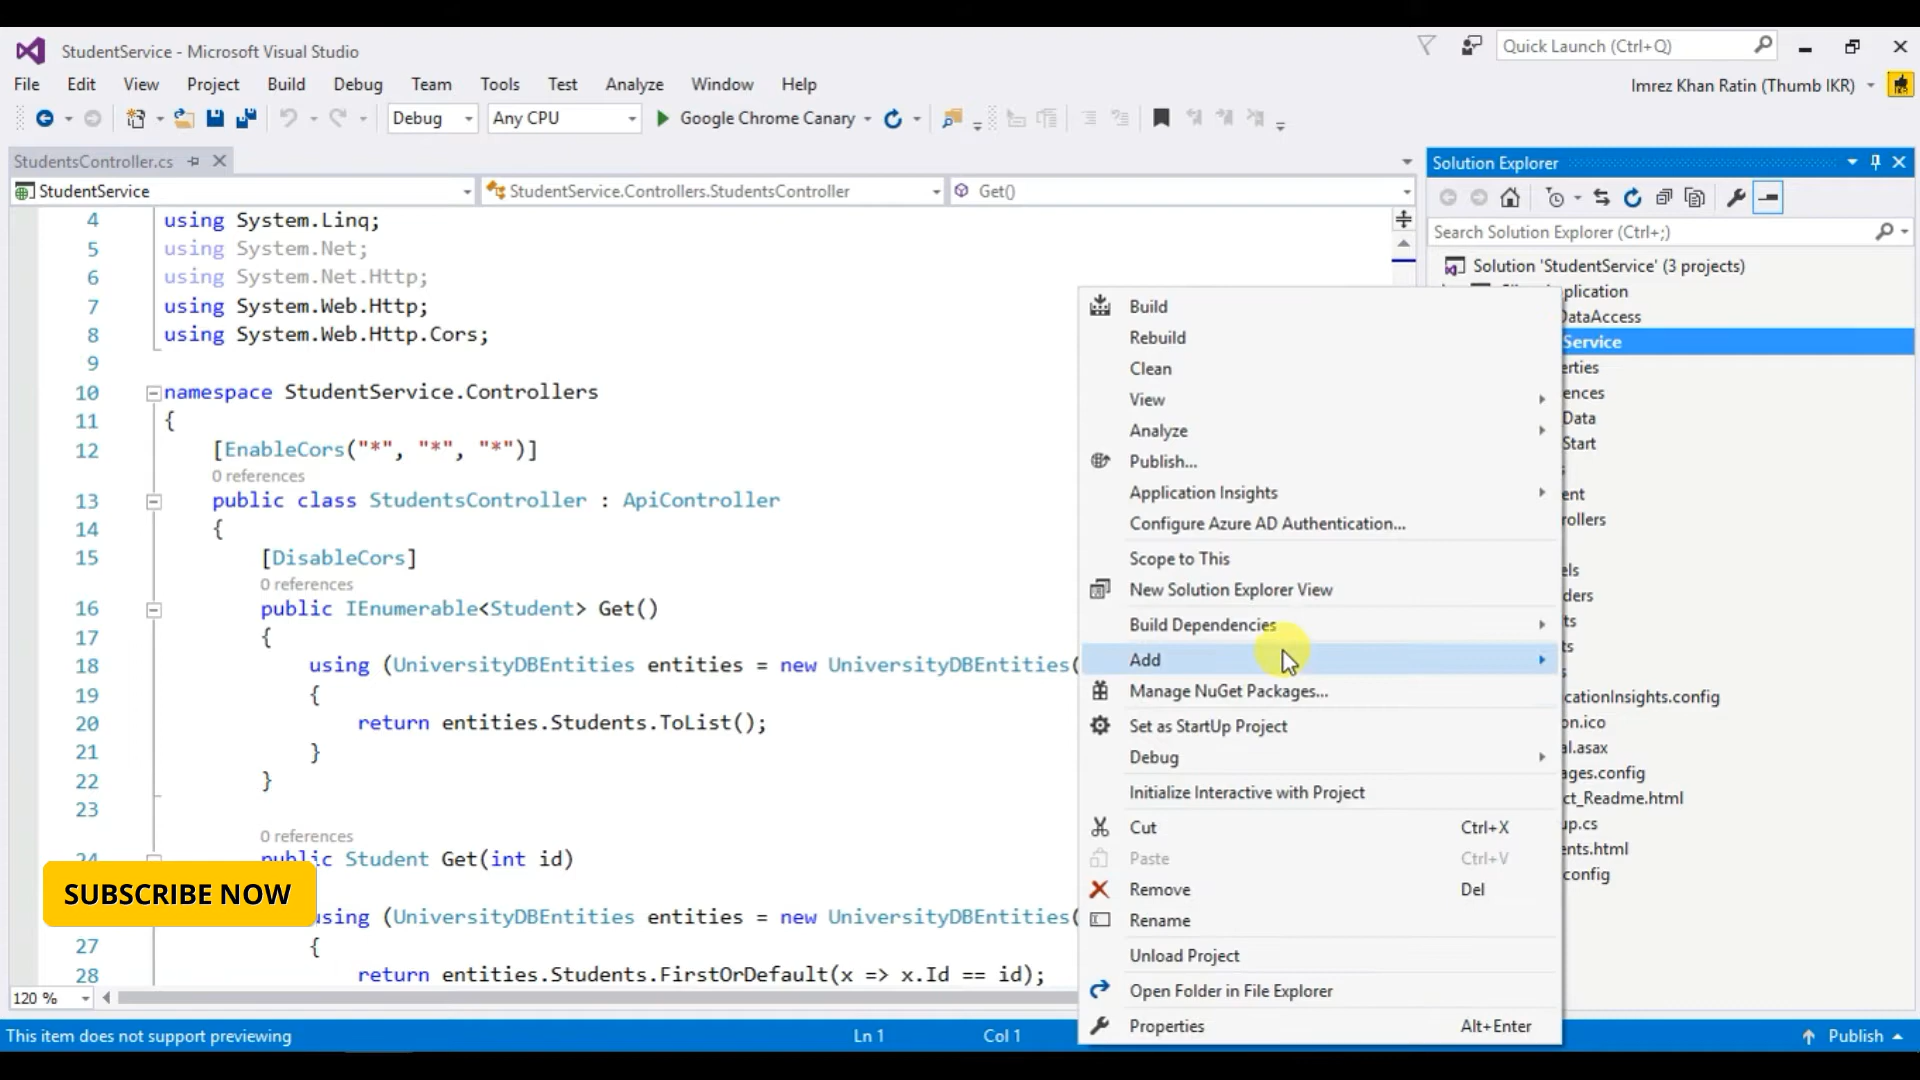 StudentService - Microsoft Visual Studio
Quick Launch (Ctrl+Q)
File Edit View Project Build Debug Team Tools Test Analyze Window Help
Imrez Khan Ratin (Thumb IKR)
Debug Any CPU Google Chrome Canary
StudentsController.cs
StudentService StudentService.Controllers.StudentsController Get()
4 using System.Linq;
5 using System.Net;
6 using System.Net.Http;
7 using System.Web.Http;
8 using System.Web.Http.Cors;
9
10 namespace StudentService.Controllers
11 {
12 [EnableCors("*", "*", "*")]
0 references
13 public class StudentsController : ApiController
14 {
15 [DisableCors]
0 references
16 public IEnumerable<Student> Get()
17 {
18 using (UniversityDBEntities entities = new UniversityDBEntities(
19 {
20 return entities.Students.ToList();
21 }
22 }
23
0 references
24 public Student Get(int id)
SUBSCRIBE NOW
using (UniversityDBEntities entities = new UniversityDBEntities(
27 {
28 return entities.Students.FirstOrDefault(x => x.Id == id);
120 %
This item does not support previewing
Ln 1 Col 1
Publish
Build
Rebuild
Clean
View
Analyze
Publish...
Application Insights
Configure Azure AD Authentication...
Scope to This
New Solution Explorer View
Build Dependencies
Add
Manage NuGet Packages...
Set as StartUp Project
Debug
Initialize Interactive with Project
Cut Ctrl+X
Paste Ctrl+V
Remove Del
Rename
Unload Project
Open Folder in File Explorer
Properties Alt+Enter
Solution Explorer
Search Solution Explorer (Ctrl+;)
Solution 'StudentService' (3 projects)
plication
DataAccess
Service
erties
ences
Data
Start
nt
rollers
els
ders
ts
ts
icationInsights.config
on.ico
al.asax
ages.config
ct_Readme.html
up.cs
ents.html
config